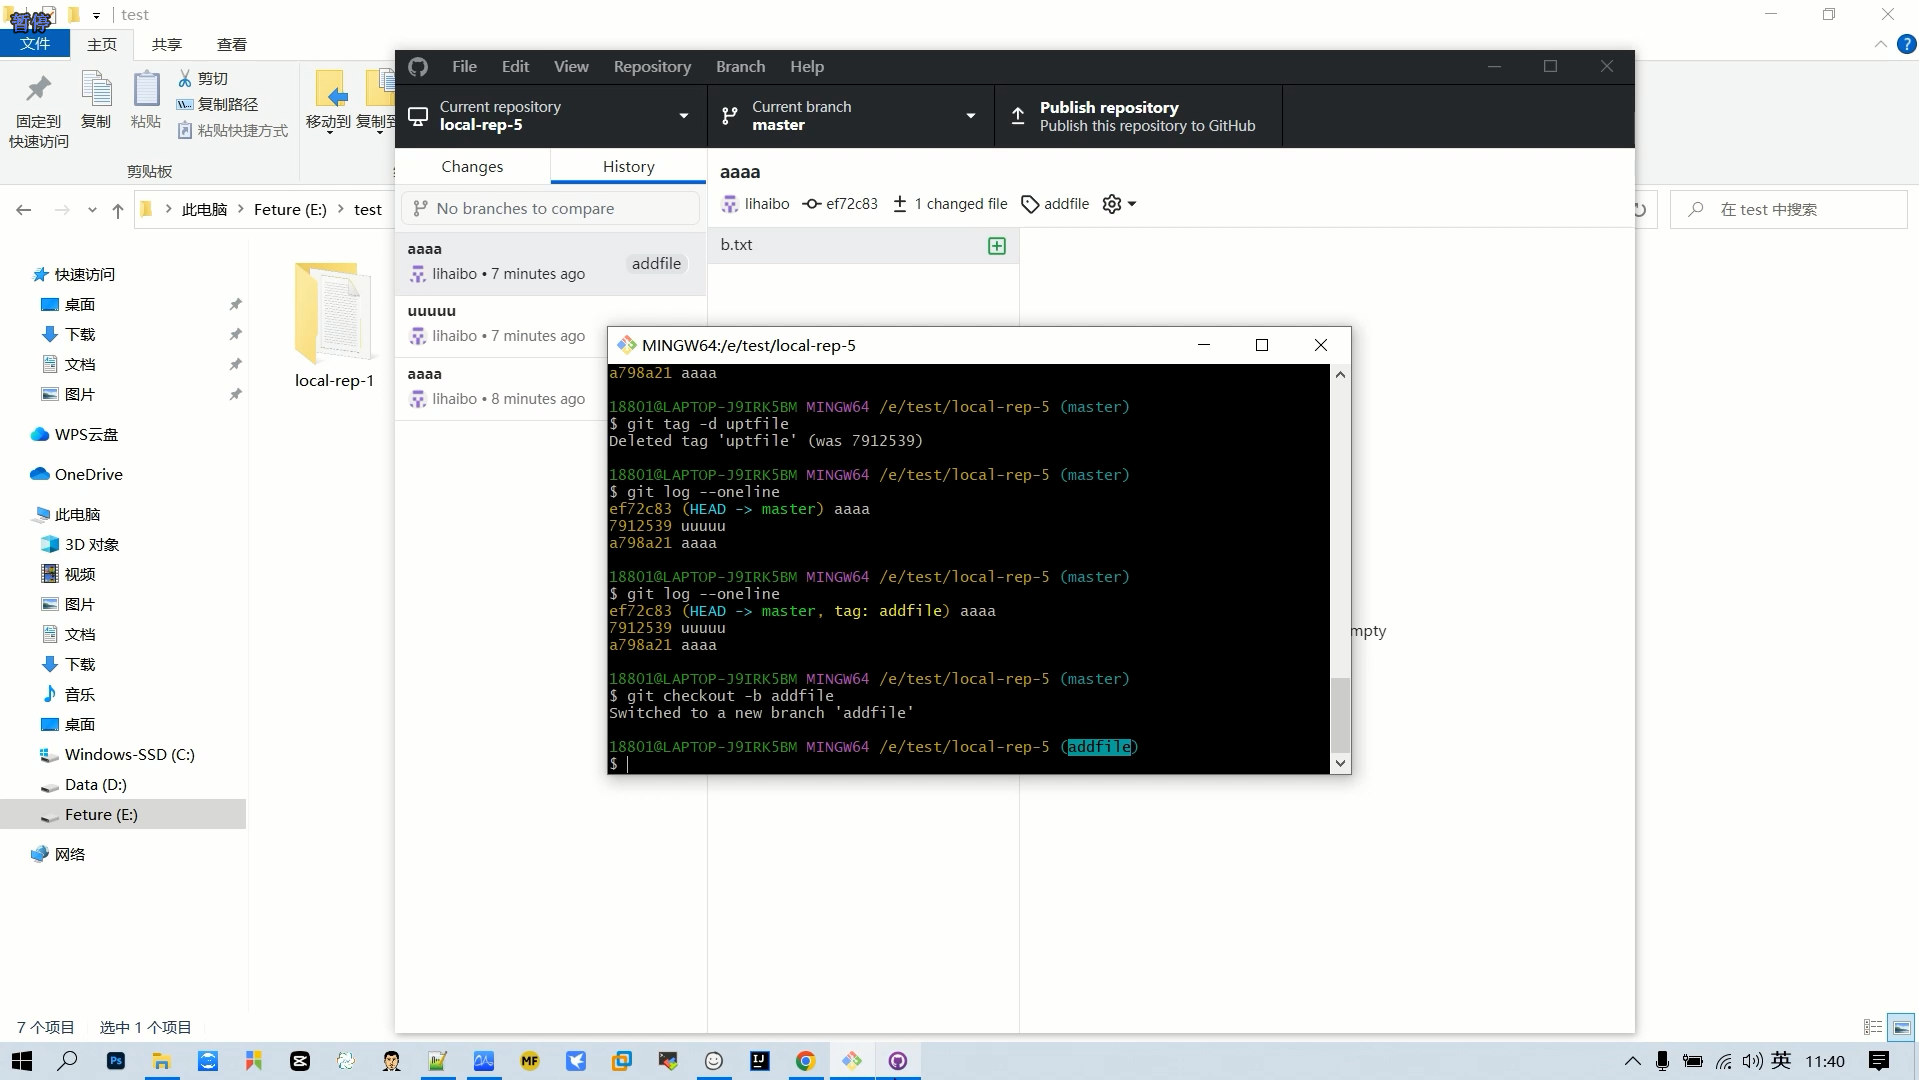 暂停
test
文件
主页
共享
查看
固定到
快速访问
复制
粘贴
剪切
复制路径
粘贴快捷方式
移动到
复制到
剪贴板
此电脑
Feture (E:)
test
在 test 中搜索
快速访问
桌面
下载
文档
图片
WPS云盘
OneDrive
此电脑
3D 对象
视频
图片
文档
下载
音乐
桌面
Windows-SSD (C:)
Data (D:)
Feture (E:)
网络
local-rep-1
7 个项目
选中 1 个项目
File Edit View Repository Branch Help
Current repository
local-rep-5
Current branch
master
Publish repository
Publish this repository to GitHub
Changes
History
No branches to compare
aaaa
lihaibo • 7 minutes ago
addfile
uuuuu
lihaibo • 7 minutes ago
aaaa
lihaibo • 8 minutes ago
aaaa
lihaibo ef72c83 1 changed file addfile
b.txt
mpty
MINGW64:/e/test/local-rep-5
a798a21 aaaa
18801@LAPTOP-J9IRK5BM MINGW64 /e/test/local-rep-5 (master)
$ git tag -d uptfile
Deleted tag 'uptfile' (was 7912539)
18801@LAPTOP-J9IRK5BM MINGW64 /e/test/local-rep-5 (master)
$ git log --oneline
ef72c83 (HEAD -> master) aaaa
7912539 uuuuu
a798a21 aaaa
18801@LAPTOP-J9IRK5BM MINGW64 /e/test/local-rep-5 (master)
$ git log --oneline
ef72c83 (HEAD -> master, tag: addfile) aaaa
7912539 uuuuu
a798a21 aaaa
18801@LAPTOP-J9IRK5BM MINGW64 /e/test/local-rep-5 (master)
$ git checkout -b addfile
Switched to a new branch 'addfile'
18801@LAPTOP-J9IRK5BM MINGW64 /e/test/local-rep-5 (addfile)
$
Ps
MF
IJ
英
11:40